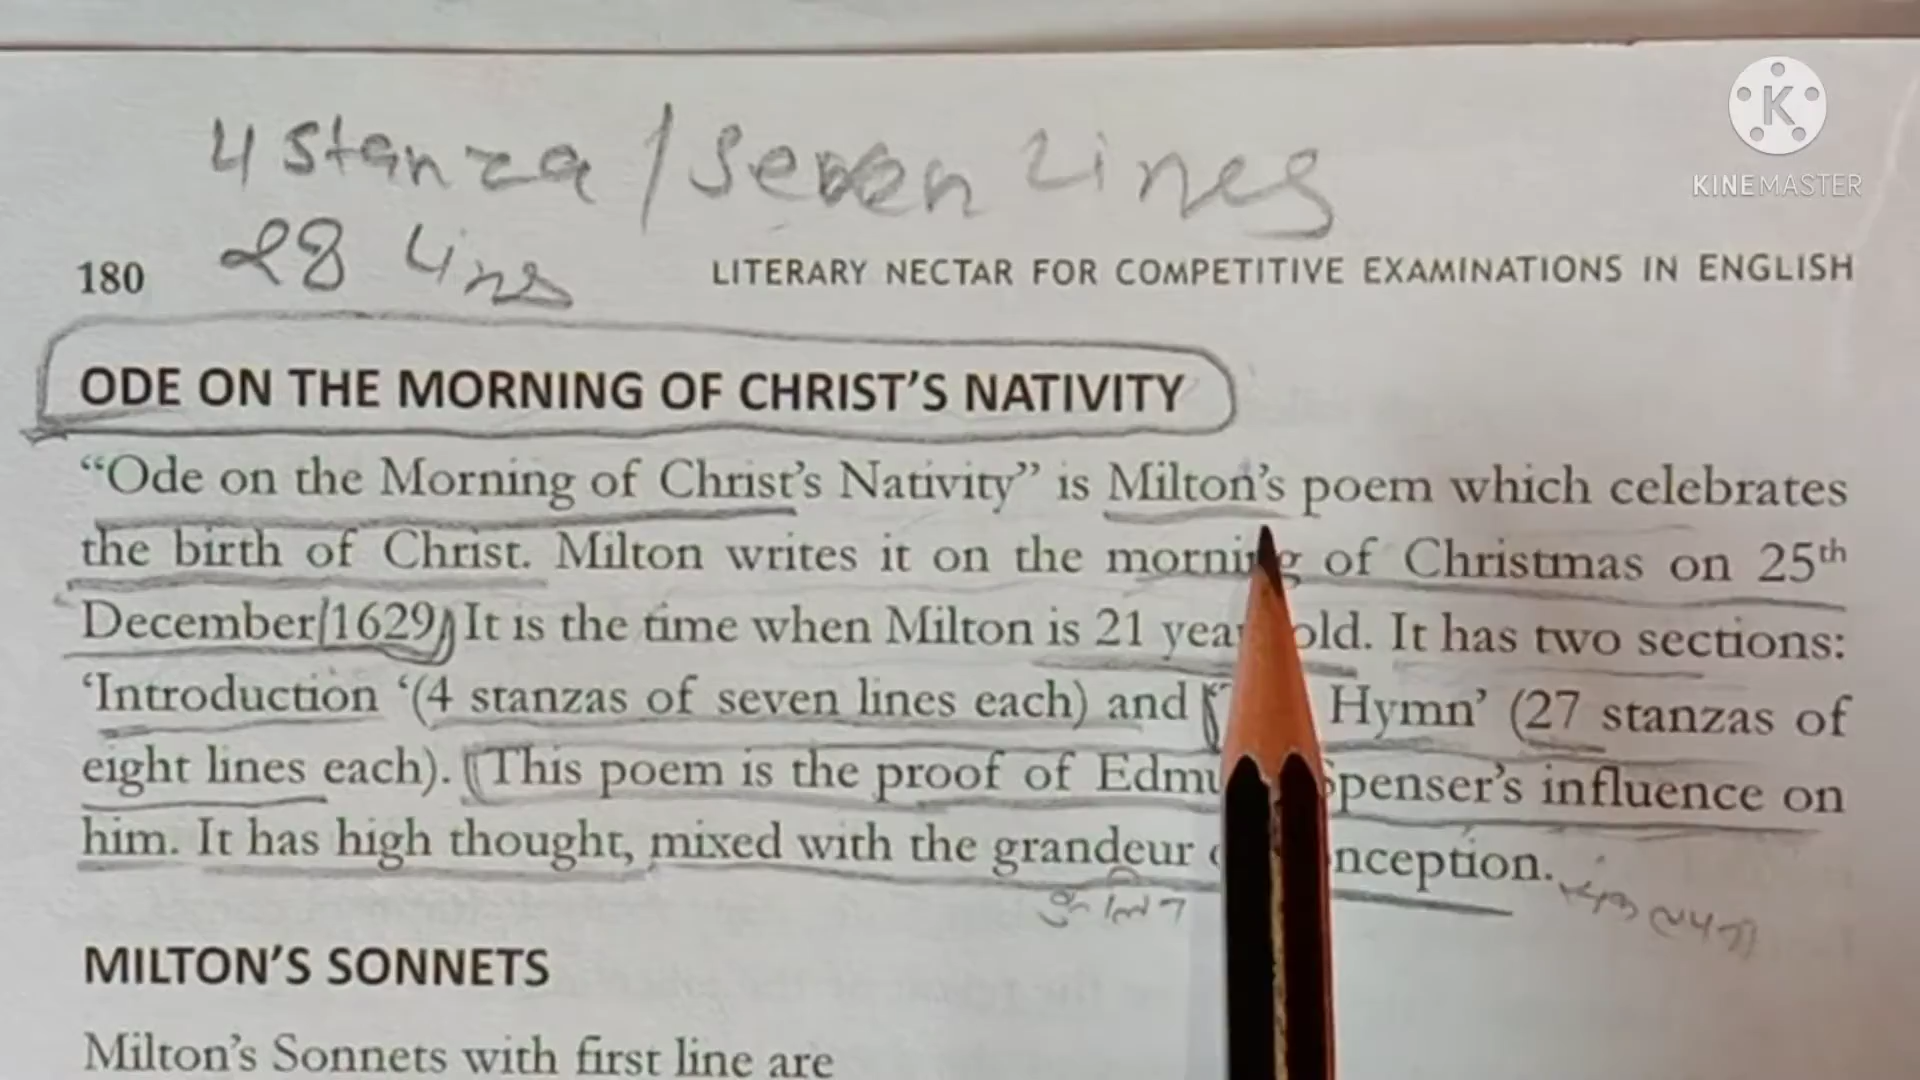 4 Stanza / Seven Lines
28 Lines
KINEMASTER
180 LITERARY NECTAR FOR COMPETITIVE EXAMINATIONS IN ENGLISH
ODE ON THE MORNING OF CHRIST'S NATIVITY
“Ode on the Morning of Christ's Nativity” is Milton's poem which celebrates
the birth of Christ. Milton writes it on the morning of Christmas on 25th
December 1629. It is the time when Milton is 21 year old. It has two sections:
‘Introduction ‘(4 stanzas of seven lines each) and Hymn’ (27 stanzas of
eight lines each). This poem is the proof of Spenser's influence on
him. It has high thought, mixed with the grandeur
MILTON'S SONNETS
Milton's Sonnets with first line are